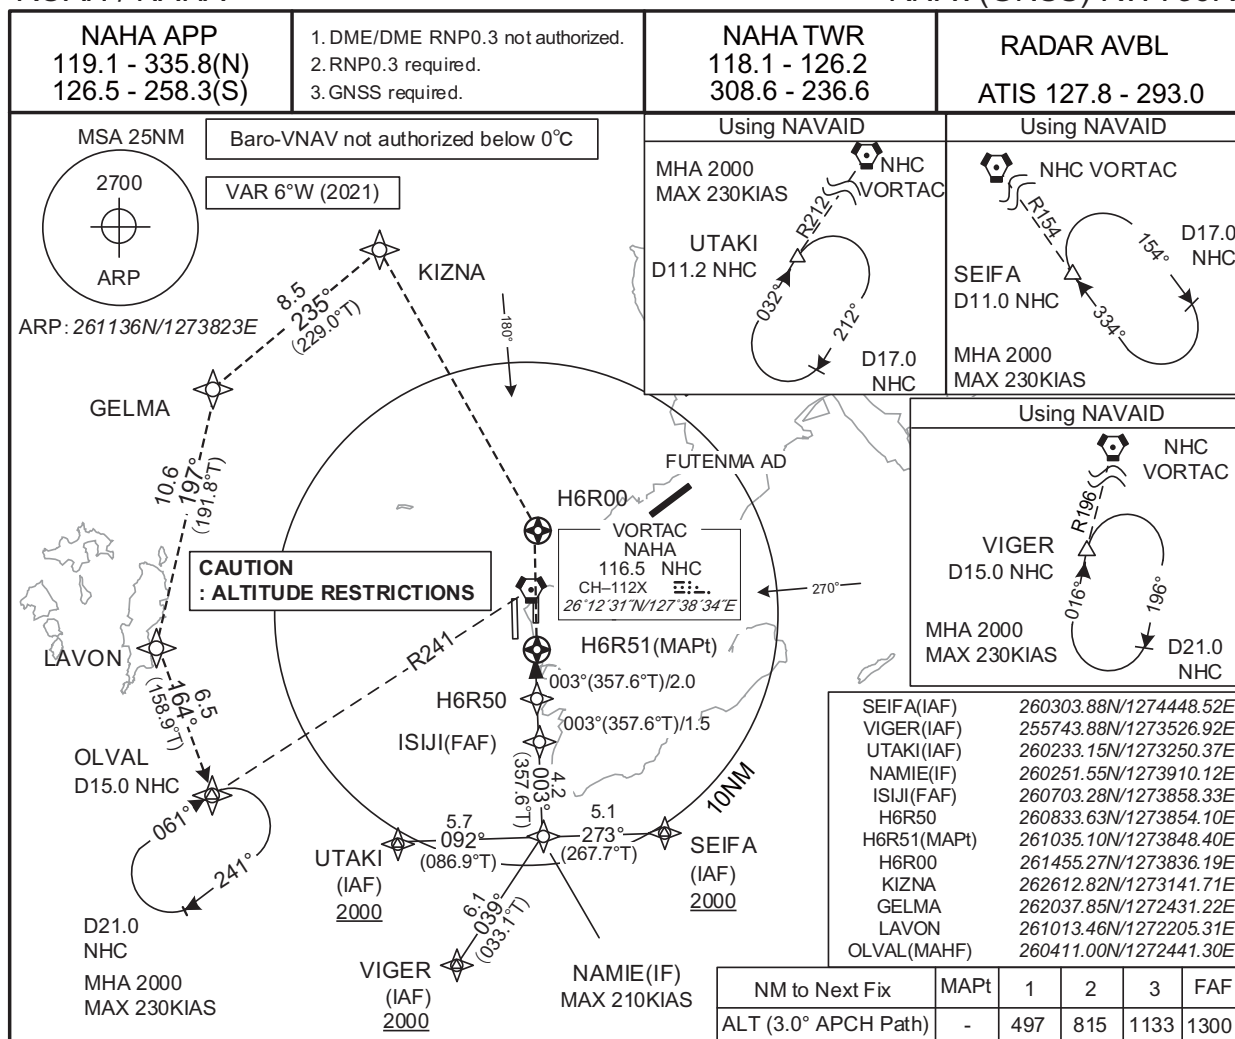 NAHA APP
119.1 - 335.8(N)
126.5 - 258.3(S)
1. DME/DME RNP0.3 not authorized.
2. RNP0.3 required.
3. GNSS required.
NAHA TWR
118.1 - 126.2
308.6 - 236.6
RADAR AVBL
ATIS 127.8 - 293.0
MSA 25NM
2700
ARP
ARP: 261136N/1273823E
Baro-VNAV not authorized below 0°C
VAR 6°W (2021)
Using NAVAID
MHA 2000
MAX 230KIAS
NHC
VORTAC
R212
UTAKI
D11.2 NHC
032°
212°
D17.0
NHC
Using NAVAID
NHC VORTAC
R154
154°
D17.0
NHC
SEIFA
D11.0 NHC
334°
MHA 2000
MAX 230KIAS
Using NAVAID
NHC
VORTAC
R196
VIGER
D15.0 NHC
016°
196°
MHA 2000
MAX 230KIAS
D21.0
NHC
KIZNA
8.5
235°
(229.0°T)
180°
GELMA
10.6
197°
(191.8°T)
FUTENMA AD
H6R00
VORTAC
NAHA
116.5 NHC
CH–112X
26°12´31˝N/127°38´34˝E
270°
CAUTION
: ALTITUDE RESTRICTIONS
LAVON
R241
H6R51(MAPt)
003°(357.6°T)/2.0
H6R50
003°(357.6°T)/1.5
ISIJI(FAF)
6.5
164°
(158.9°T)
OLVAL
D15.0 NHC
061°
241°
D21.0
NHC
MHA 2000
MAX 230KIAS
4.2
003°
(357.6°T)
10NM
5.7
092°
(086.9°T)
5.1
273°
(267.7°T)
UTAKI
(IAF)
2000
SEIFA
(IAF)
2000
6.1
039°
(033.1°T)
VIGER
(IAF)
2000
NAMIE(IF)
MAX 210KIAS
SEIFA(IAF) 260303.88N/1274448.52E
VIGER(IAF) 255743.88N/1273526.92E
UTAKI(IAF) 260233.15N/1273250.37E
NAMIE(IF) 260251.55N/1273910.12E
ISIJI(FAF) 260703.28N/1273858.33E
H6R50 260833.63N/1273854.10E
H6R51(MAPt) 261035.10N/1273848.40E
H6R00 261455.27N/1273836.19E
KIZNA 262612.82N/1273141.71E
GELMA 262037.85N/1272431.22E
LAVON 261013.46N/1272205.31E
OLVAL(MAHF) 260411.00N/1272441.30E
NM to Next Fix MAPt 1 2 3 FAF
ALT (3.0° APCH Path) - 497 815 1133 1300